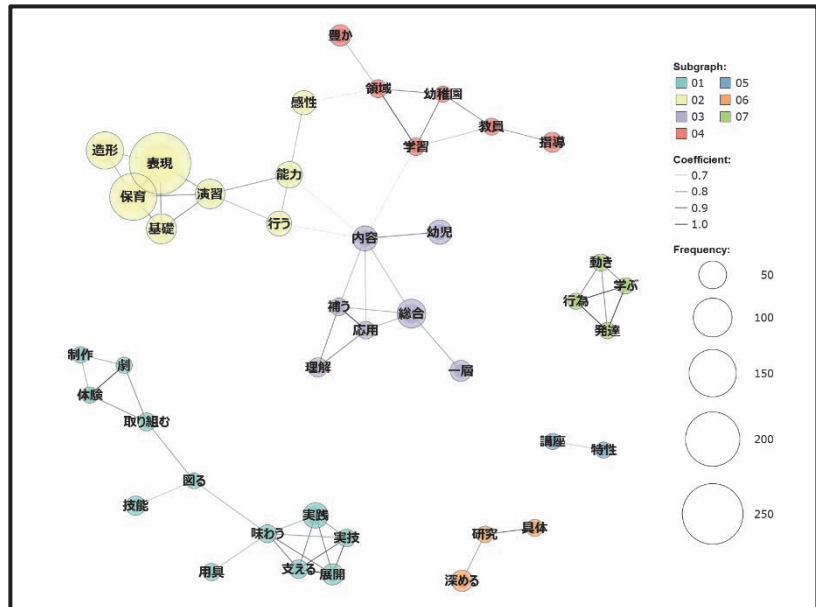 豊か
領域
幼稚園
感性
教員
学習
指導
造形
表現
能力
保育
演習
基礎
行う
内容
幼児
動き
学ぶ
行為
発達
補う
総合
応用
理解
一層
制作
劇
体験
取り組む
講座
特性
図る
技能
実践
味わう
実技
用具
支える
展開
研究
具体
深める
Subgraph:
01 05
02 06
03 07
04
Coefficient:
0.7
0.8
0.9
1.0
Frequency:
50
100
150
200
250